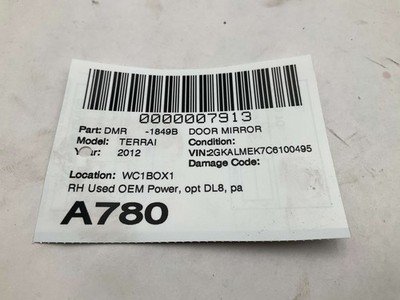 0000007913
Part: DMR -1849B DOOR MIRROR
Model: TERRAI Condition:
Year: 2012 VIN:2GKALMEK7C6100495
Damage Code:
Location: WC1BOX1
RH Used OEM Power, opt DL8, pa
A780